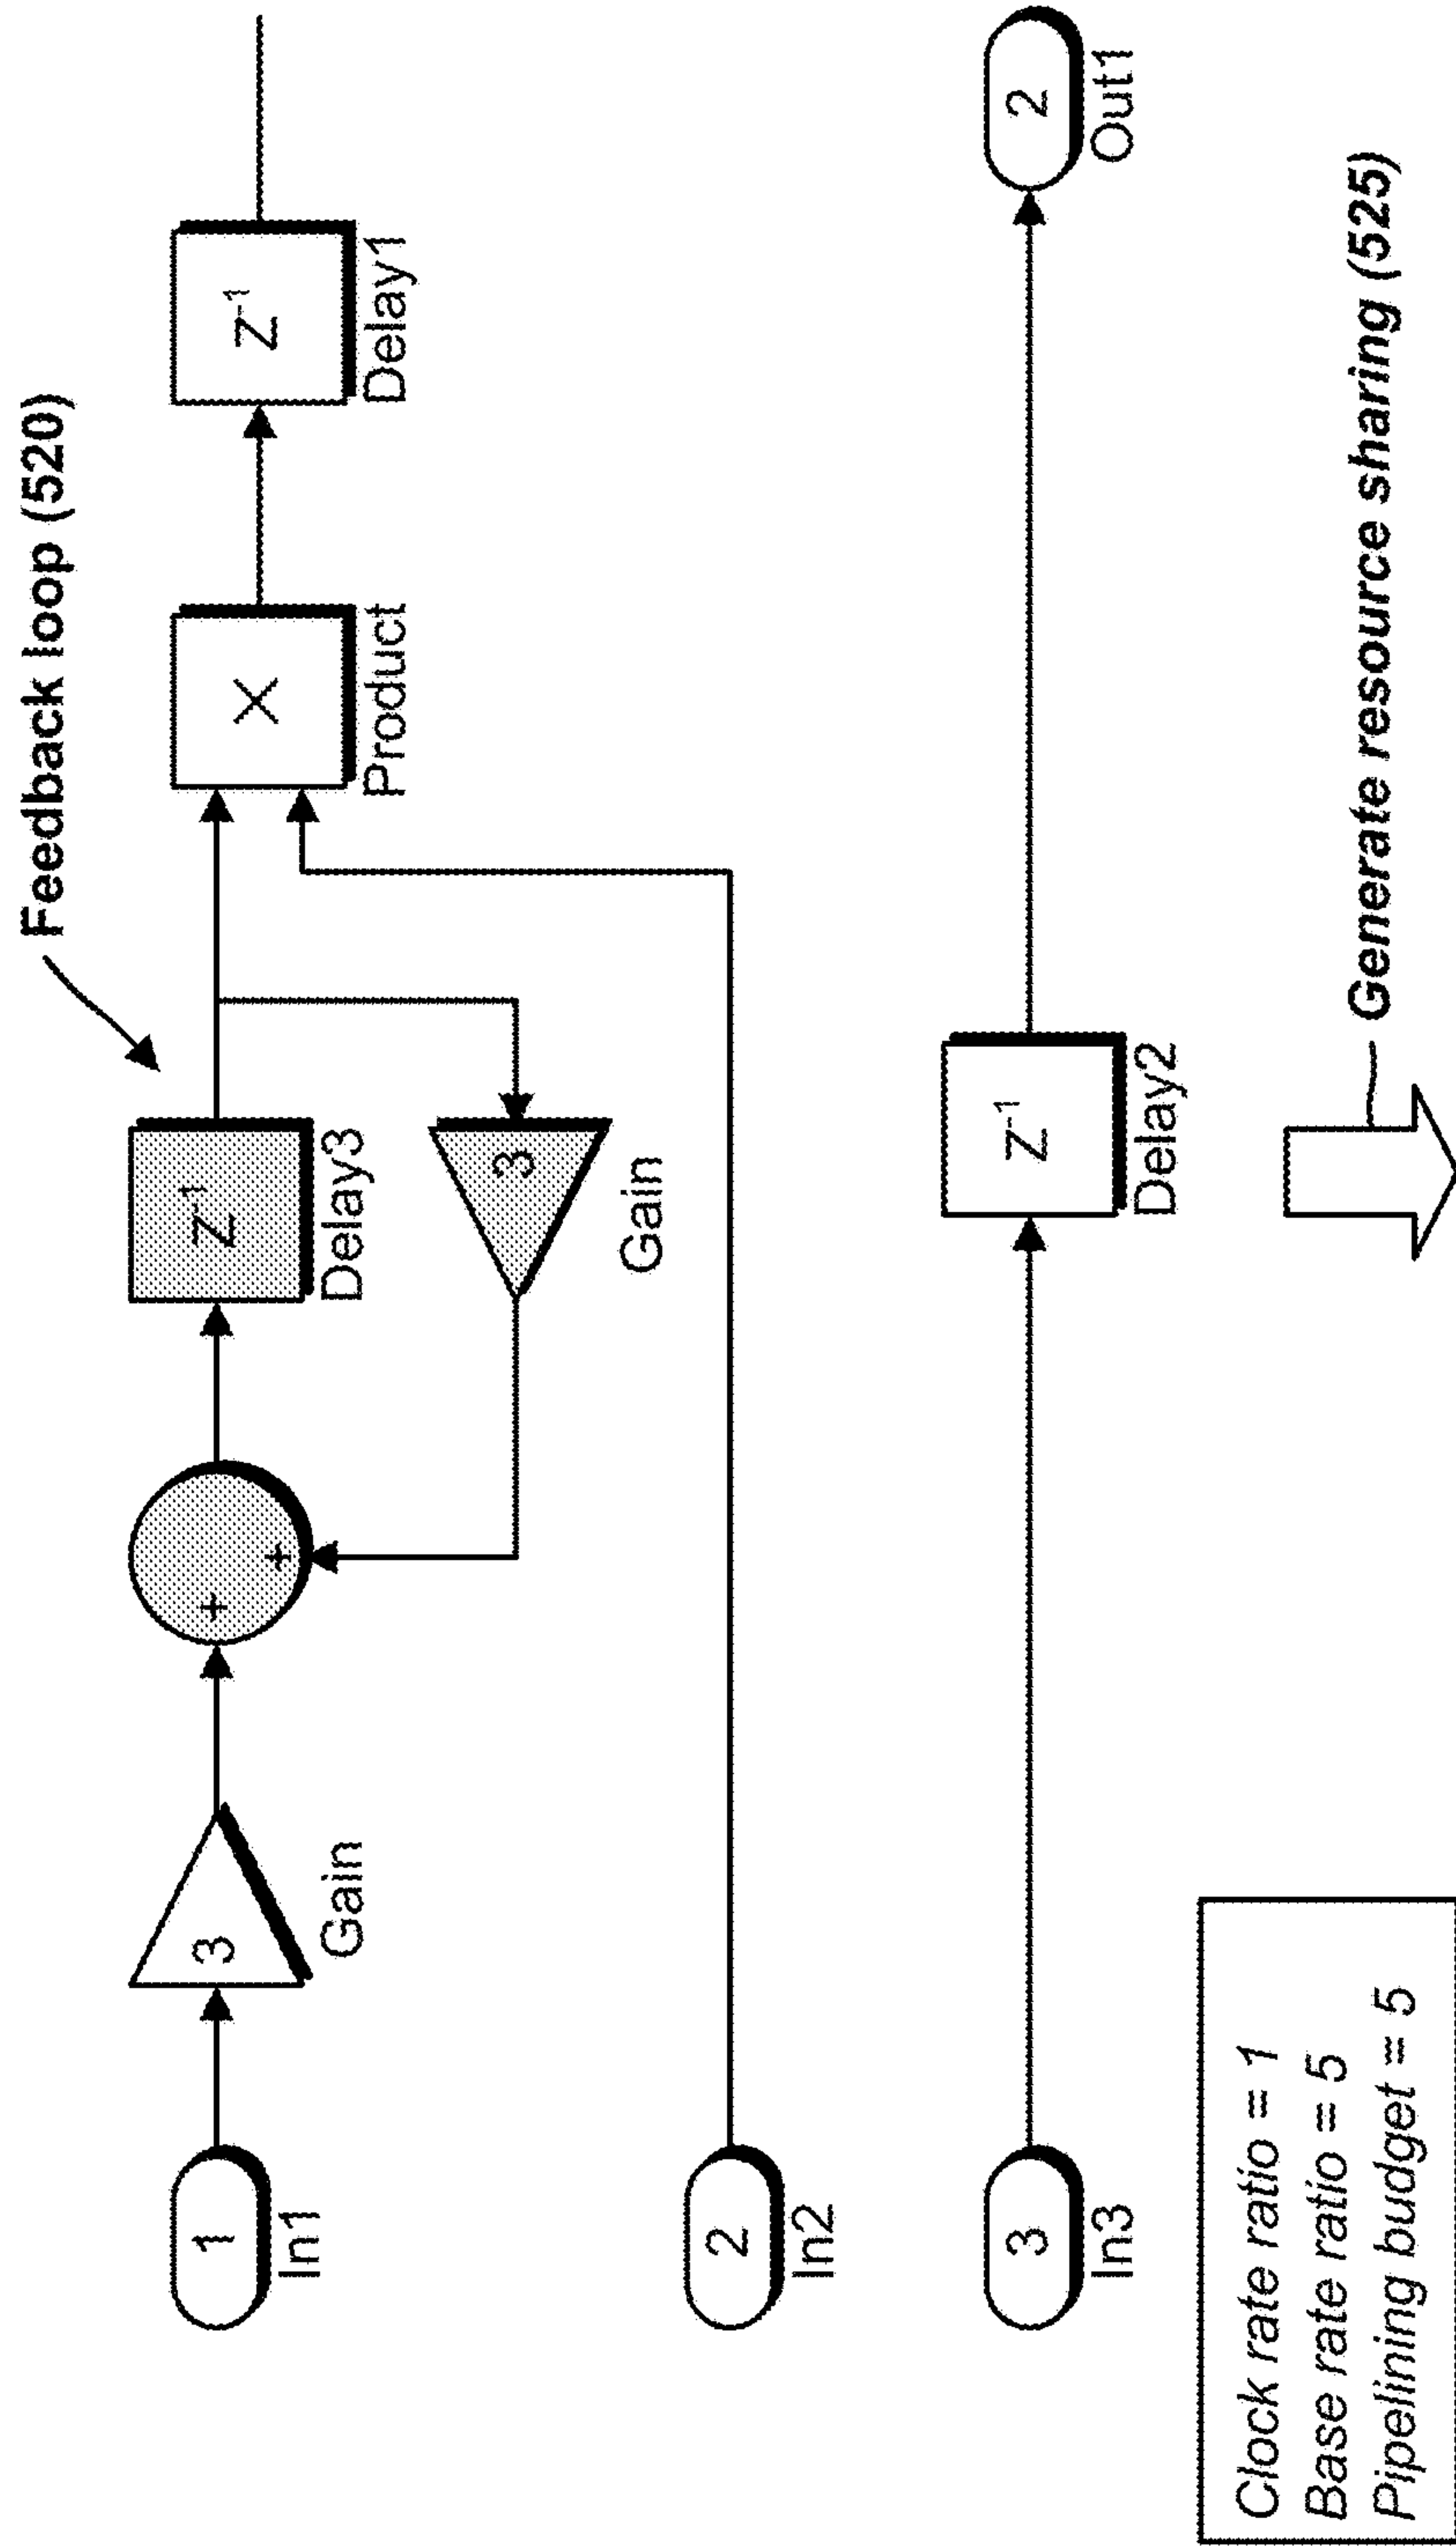 Feedback loop (520)
1
In1
3
Gain
+
+
Z-1
Delay3
3
Gain
X
Product
Z-1
Delay1
2
In2
3
In3
Z-1
Delay2
2
Out1
Clock rate ratio = 1
Base rate ratio = 5
Pipelining budget = 5
Generate resource sharing (525)